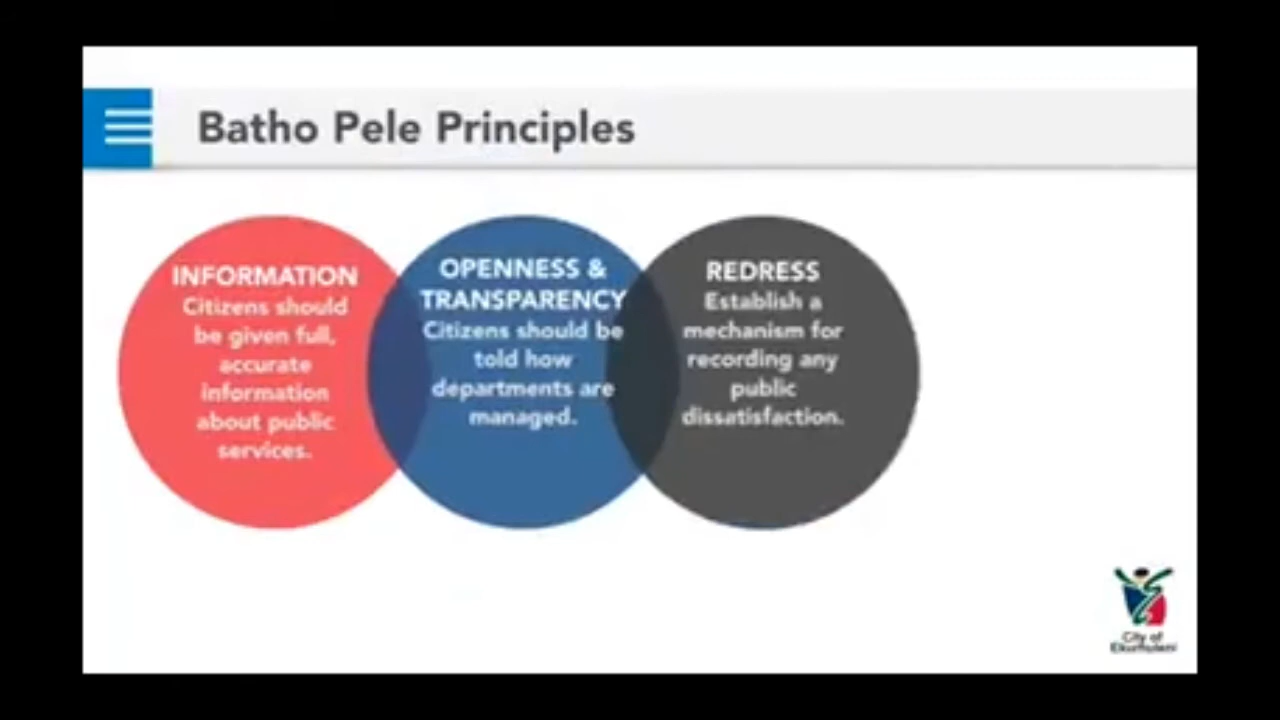 Batho Pele Principles
INFORMATION
Citizens should
be given full,
accurate
information
about public
services.
OPENNESS &
TRANSPARENCY
Citizens should be
told how
departments are
managed.
REDRESS
Establish a
mechanism for
recording any
public
dissatisfaction.
City of
Ekurhuleni